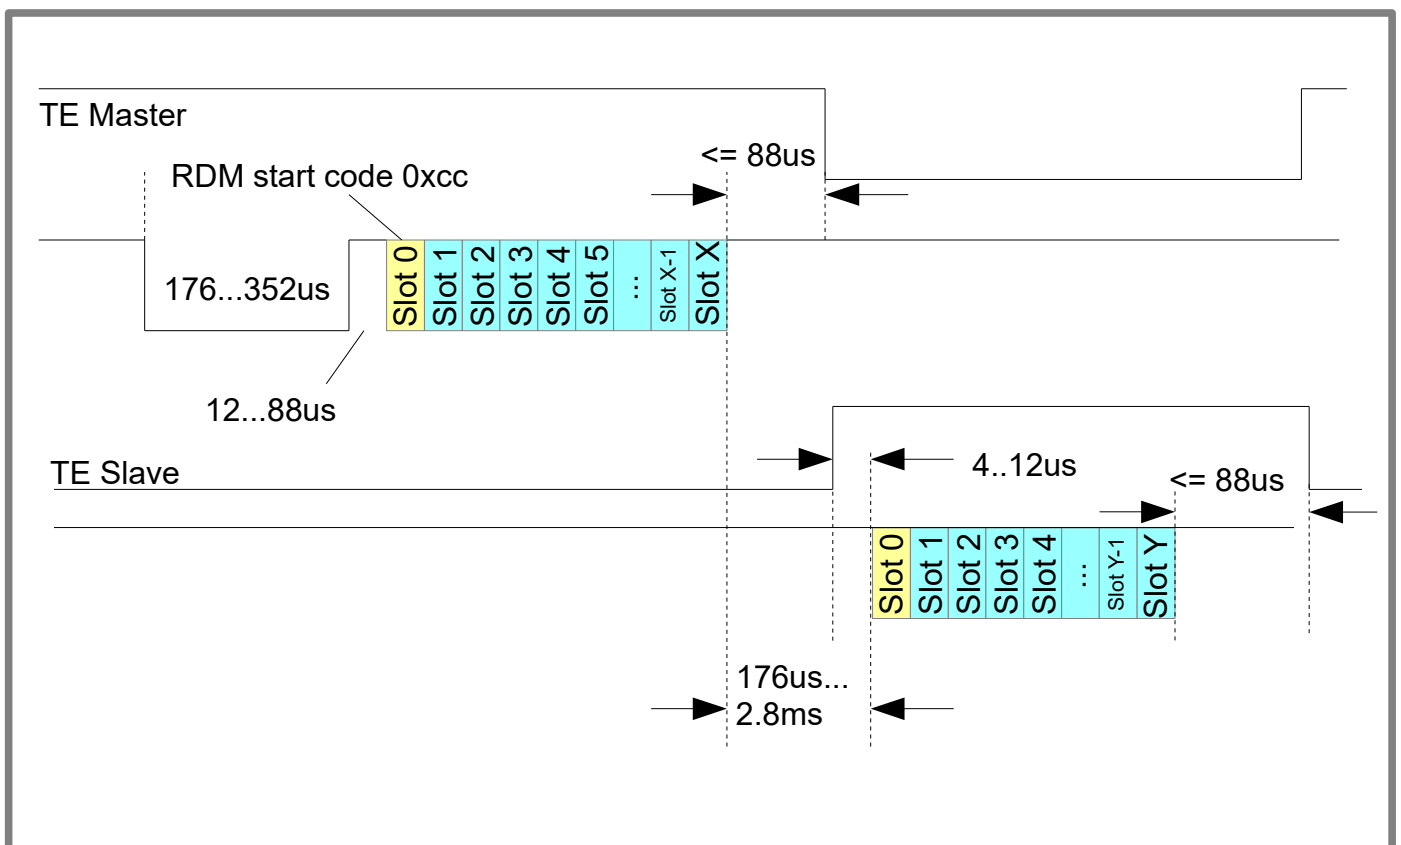 TE Master
<= 88us
RDM start code 0xcc
Slot 0
Slot 1
Slot 2
Slot 3
Slot 4
Slot 5
...
Slot X-1
Slot X
176...352us
12...88us
TE Slave
4..12us
<= 88us
Slot 0
Slot 1
Slot 2
Slot 3
Slot 4
...
Slot Y-1
Slot Y
176us...
2.8ms